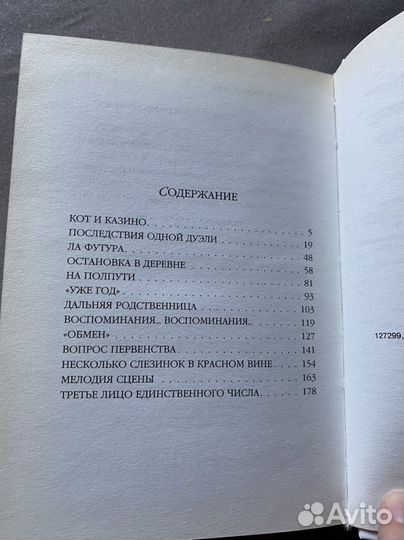 СОДЕРЖАНИЕ
КОТ И КАЗИНО. . . . . . . . . . . . . . . . . . . . . . 5
ПОСЛЕДСТВИЯ ОДНОЙ ДУЭЛИ . . . . . . . . . . . . 19
ЛА ФУТУРА. . . . . . . . . . . . . . . . . . . . . . . . 48
ОСТАНОВКА В ДЕРЕВНЕ . . . . . . . . . . . . . . . . 58
НА ПОЛПУТИ . . . . . . . . . . . . . . . . . . . . . . 81
«УЖЕ ГОД» . . . . . . . . . . . . . . . . . . . . . . . 93
ДАЛЬНЯЯ РОДСТВЕННИЦА . . . . . . . . . . . . . . 103
ВОСПОМИНАНИЯ... ВОСПОМИНАНИЯ... . . . . . . 119
«ОБМЕН» . . . . . . . . . . . . . . . . . . . . . . . . 127
ВОПРОС ПЕРВЕНСТВА . . . . . . . . . . . . . . . . . 141
НЕСКОЛЬКО СЛЕЗИНОК В КРАСНОМ ВИНЕ . . . . 154
МЕЛОДИЯ СЦЕНЫ . . . . . . . . . . . . . . . . . . . 163
ТРЕТЬЕ ЛИЦО ЕДИНСТВЕННОГО ЧИСЛА. . . . . . 178
127299,
Avito